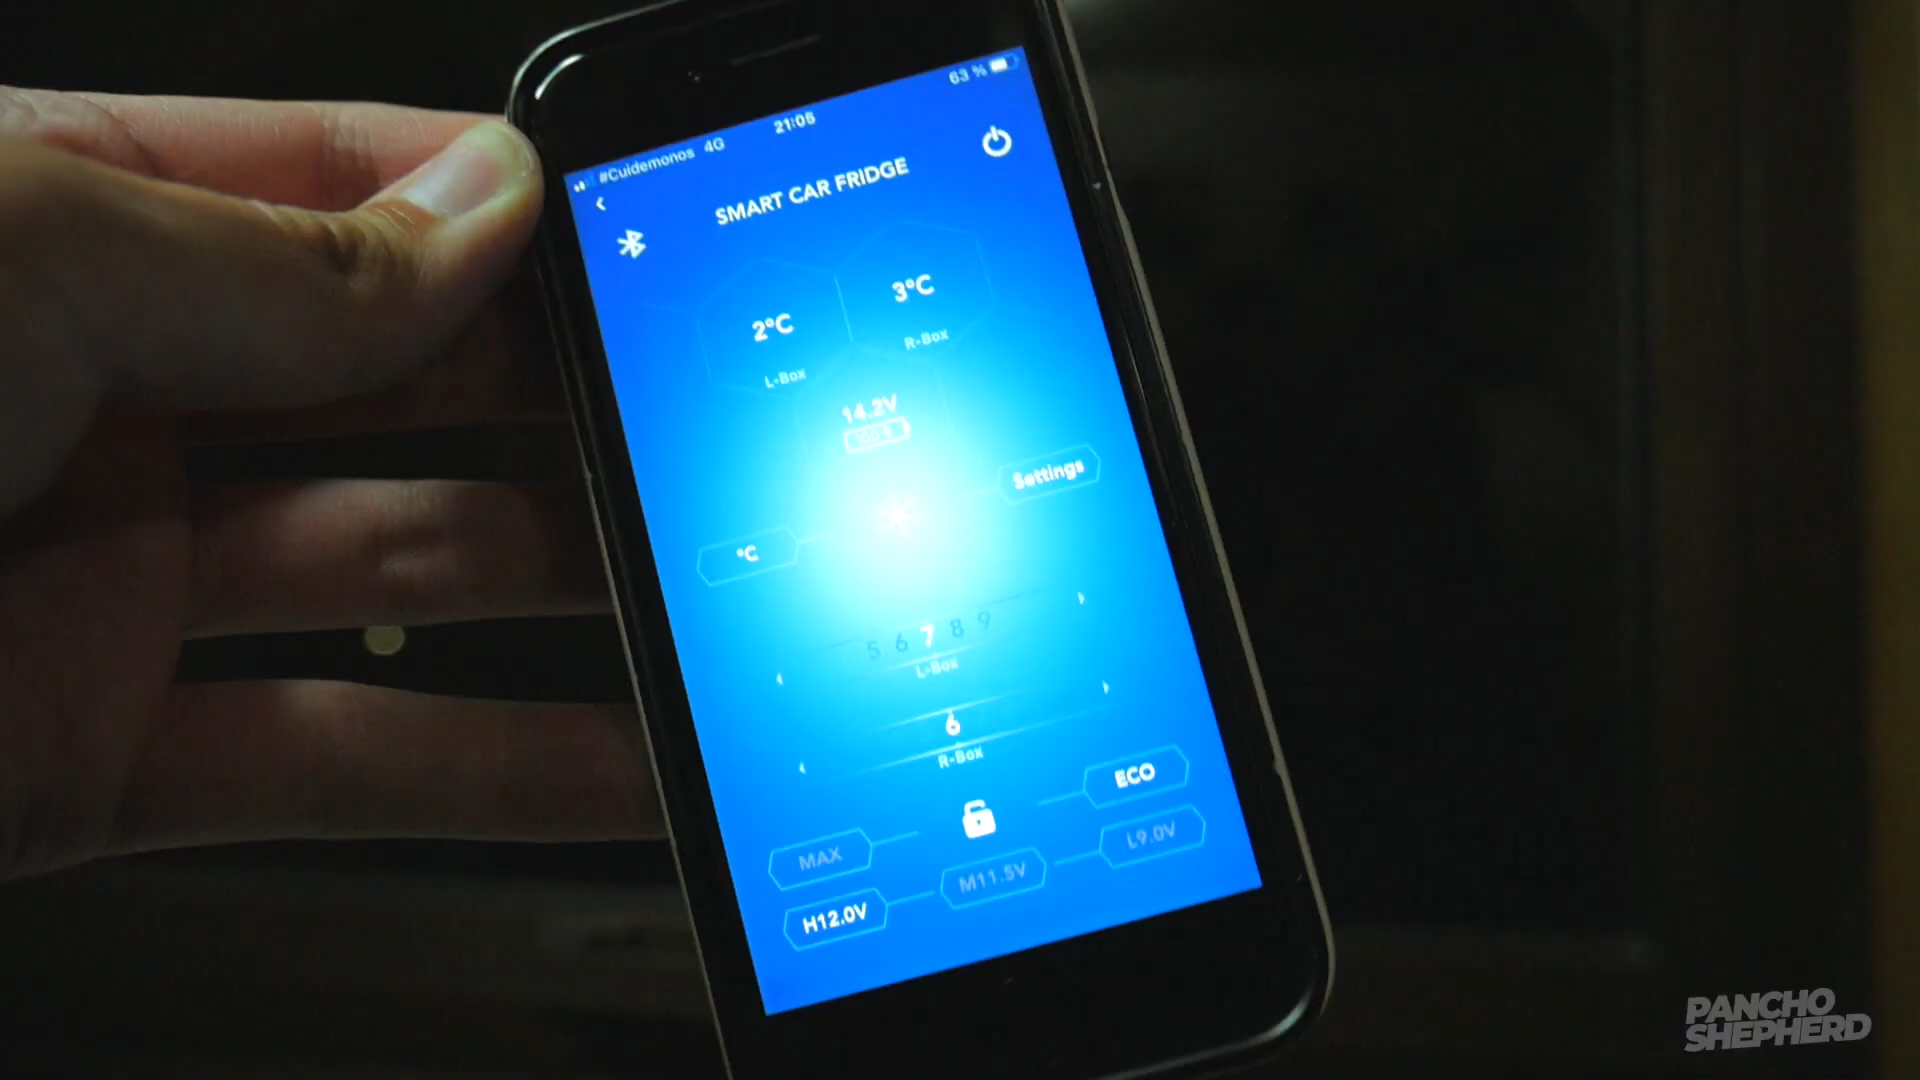 #Cuidemonos 4G
21:05
63 %
SMART CAR FRIDGE
2°C
L-Box
3°C
R-Box
14.2V
100%
Settings
°C
5 6 7 8 9
L-Box
6
R-Box
ECO
MAX
L9.0V
M11.5V
H12.0V
PANCHO
SHEPHERD